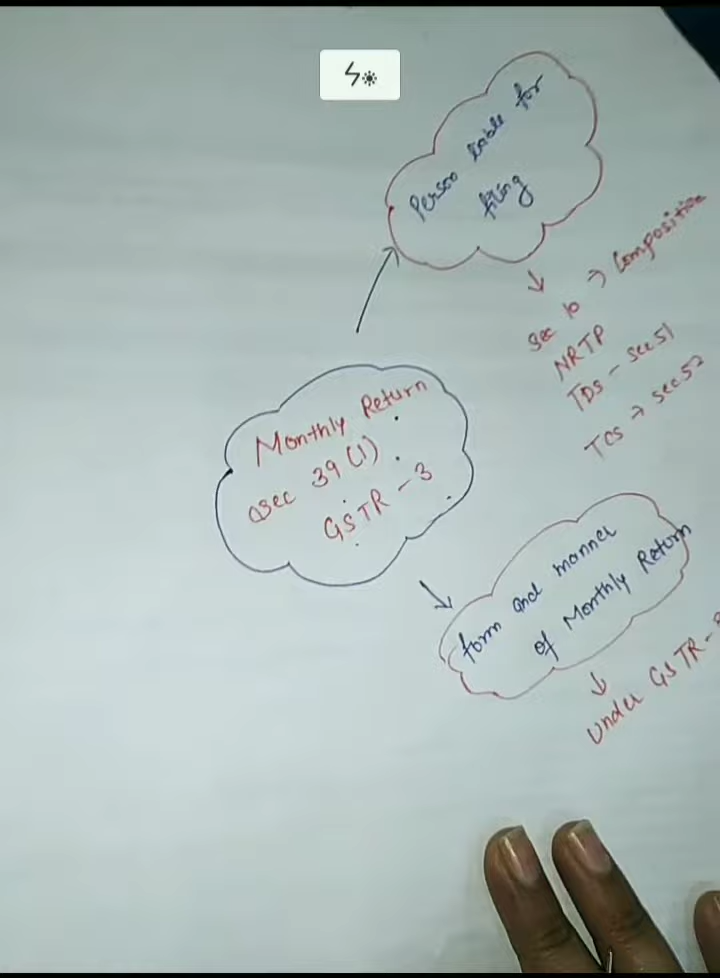 Person liable for
filing
Sec 10 → Composition
NRTP
TDS - sec 51
TCS → sec 52
Monthly Return
sec 39 (1)
GSTR - 3
form and manner
of Monthly Return
Under GSTR - 3